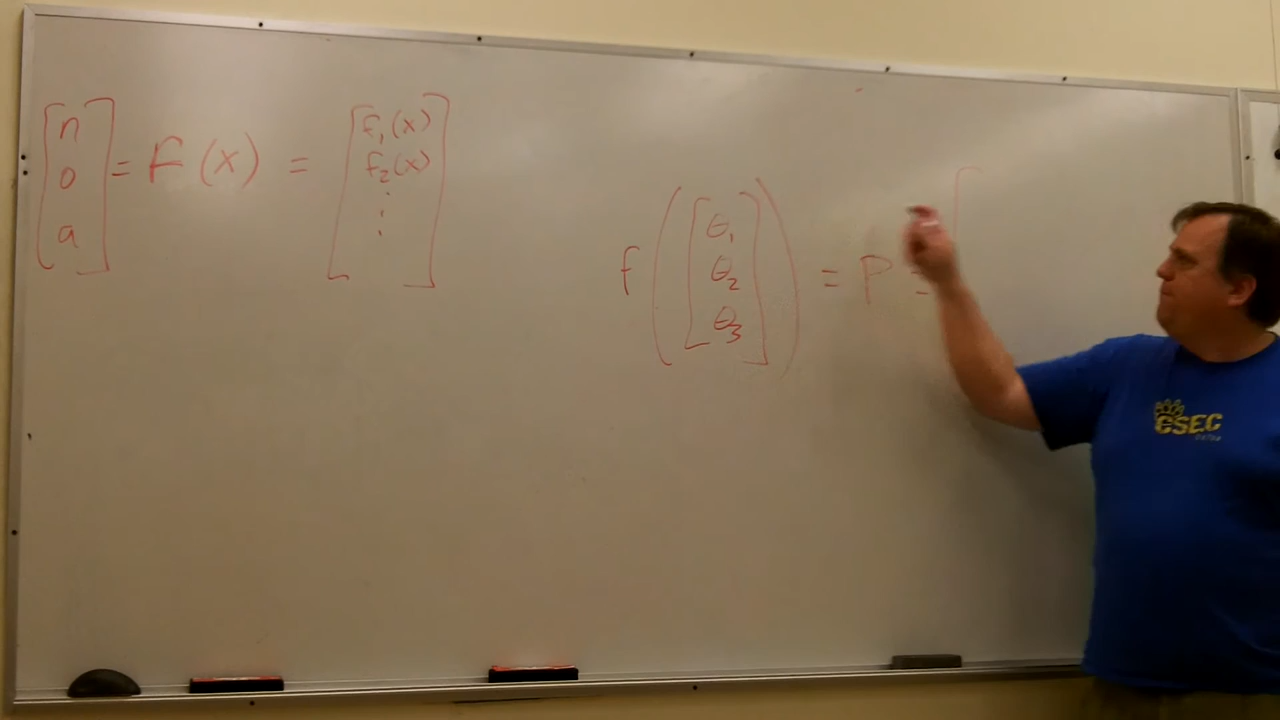 [n o a] = F(x) = [f₁(x) f₂(x) ⋮]
f([θ₁ θ₂ θ₃]) = P = [
CSEC